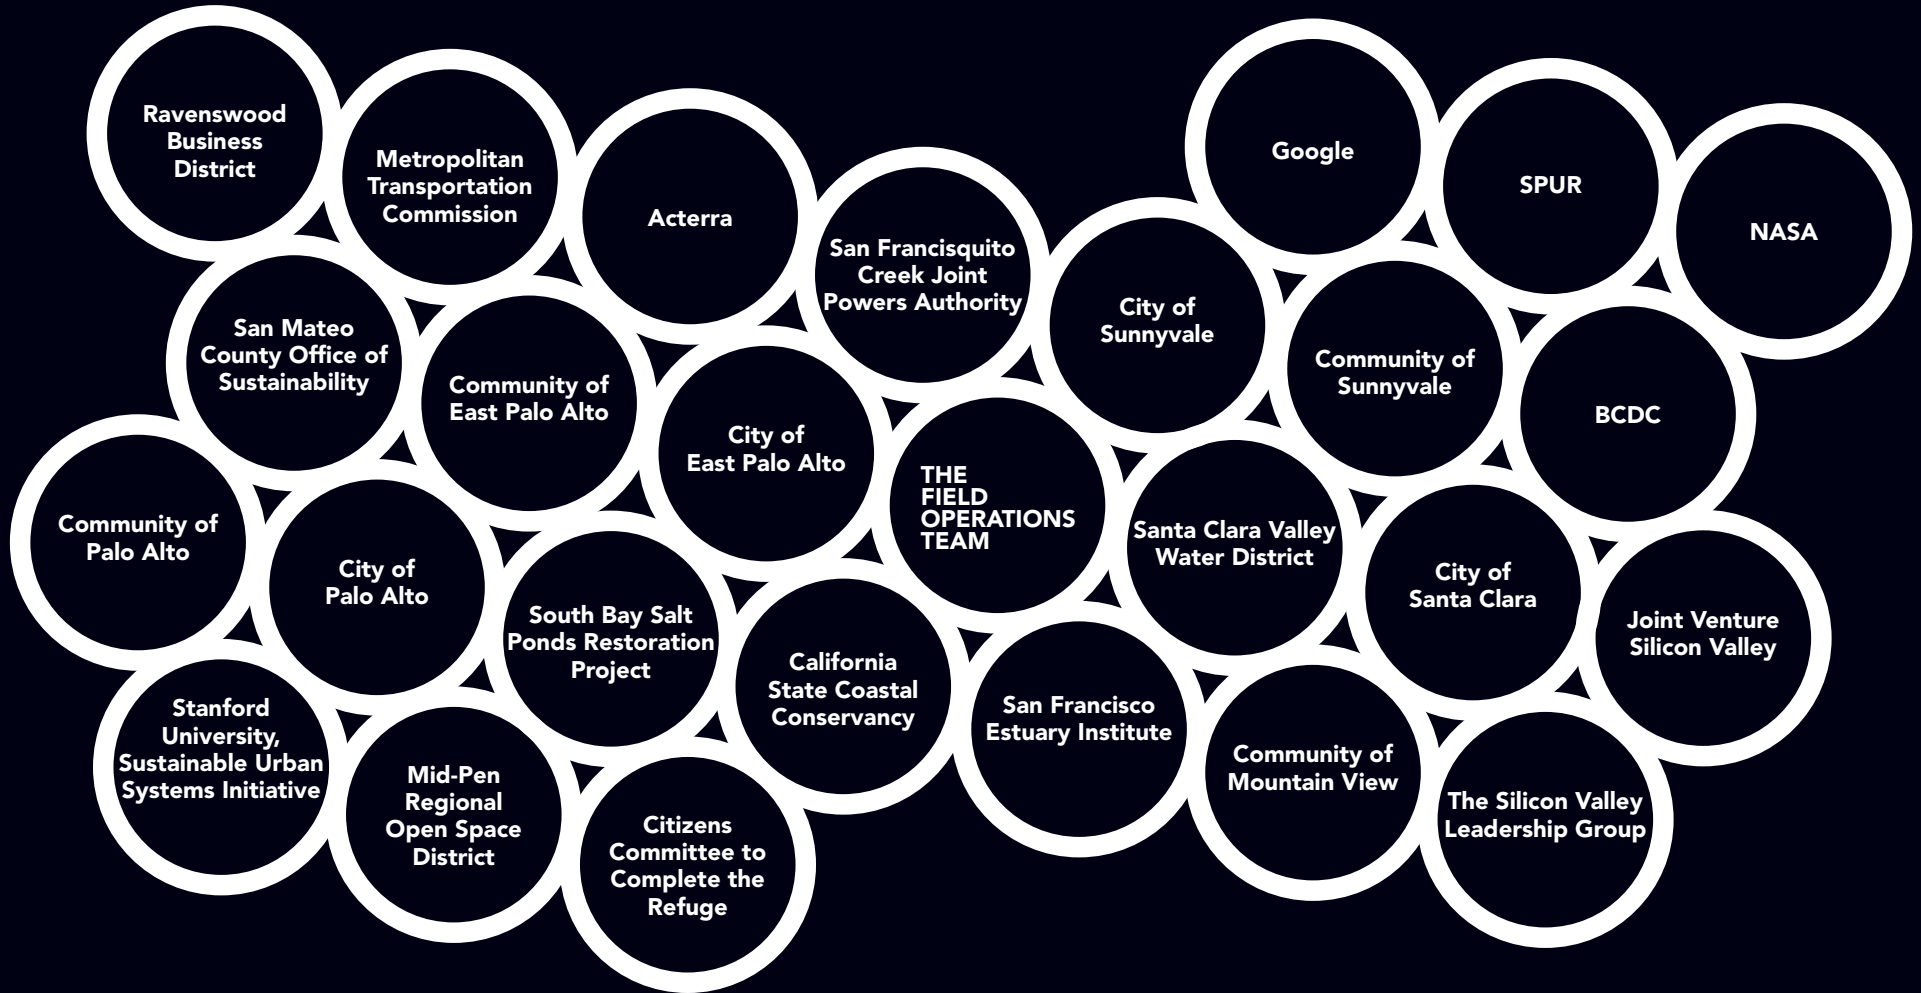 Ravenswood
Business
District
Metropolitan
Transportation
Commission
Acterra
San Francisquito
Creek Joint
Powers Authority
City of
Sunnyvale
Google
SPUR
NASA
San Mateo
County Office of
Sustainability
Community of
East Palo Alto
City of
East Palo Alto
THE
FIELD
OPERATIONS
TEAM
Santa Clara Valley
Water District
Community of
Sunnyvale
BCDC
Community of
Palo Alto
City of
Palo Alto
South Bay Salt
Ponds Restoration
Project
California
State Coastal
Conservancy
San Francisco
Estuary Institute
City of
Santa Clara
Joint Venture
Silicon Valley
Stanford
University,
Sustainable Urban
Systems Initiative
Mid-Pen
Regional
Open Space
District
Citizens
Committee to
Complete the
Refuge
Community of
Mountain View
The Silicon Valley
Leadership Group